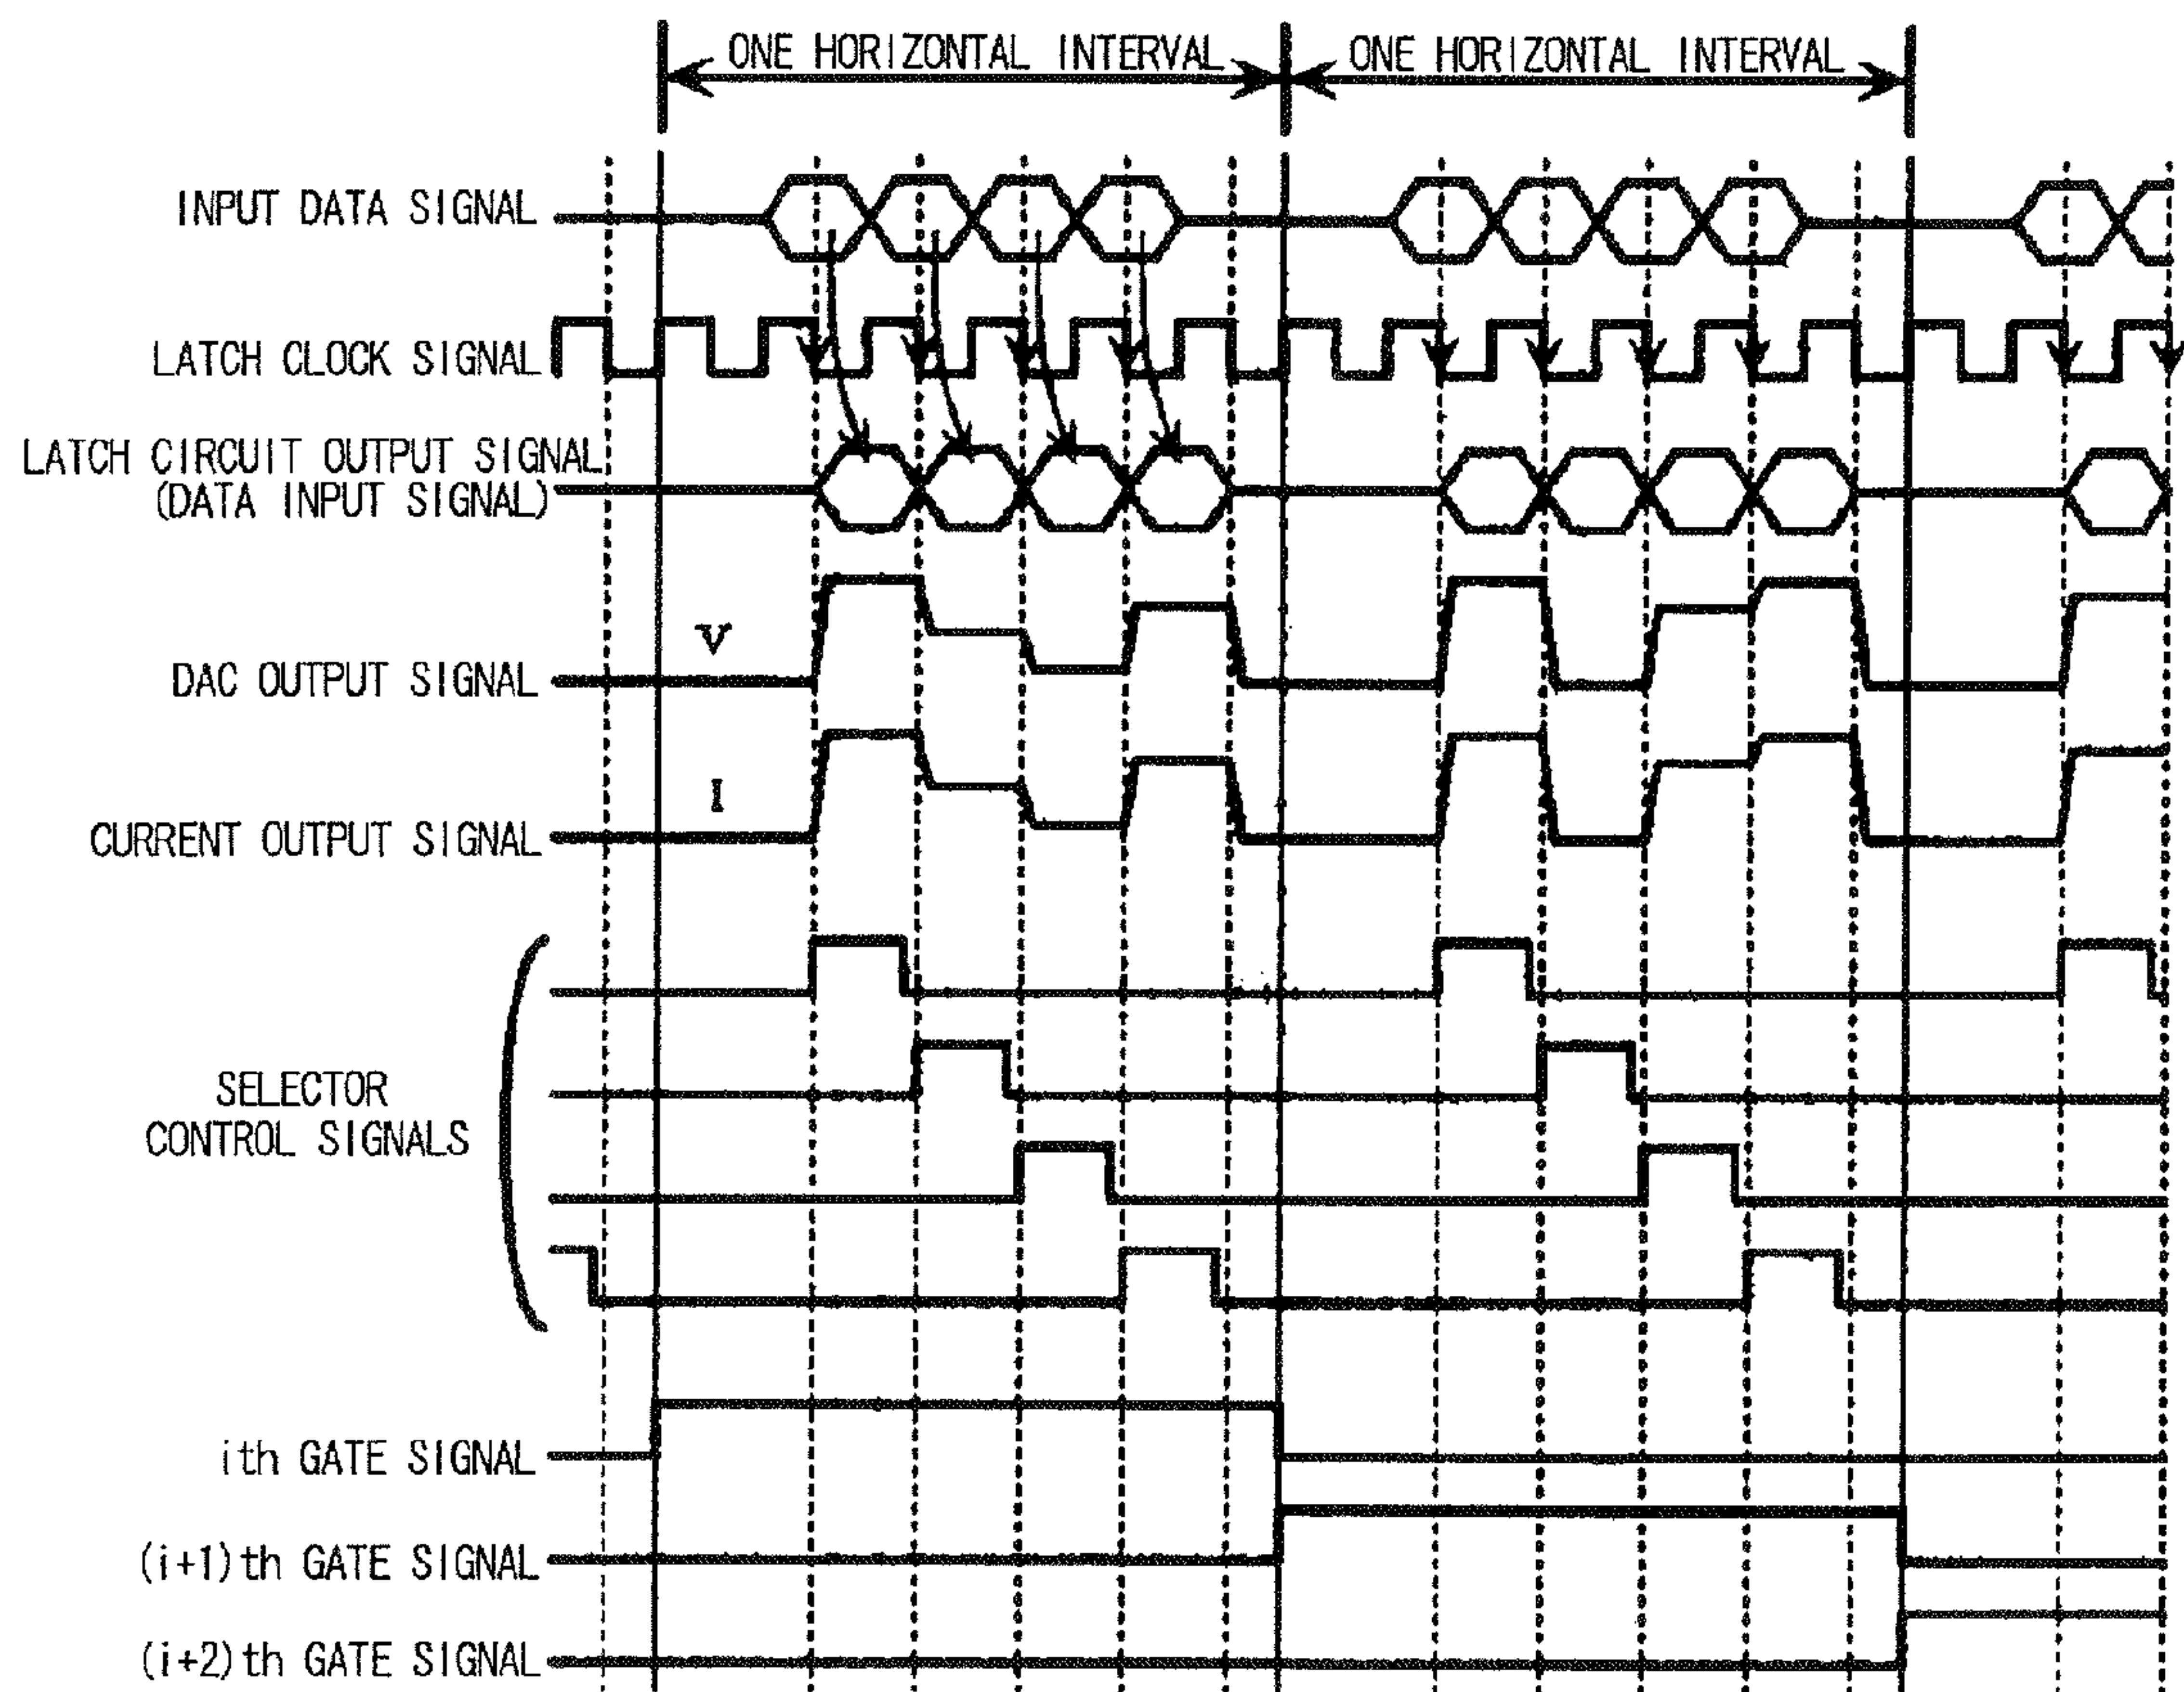 ONE HORIZONTAL INTERVAL
ONE HORIZONTAL INTERVAL
INPUT DATA SIGNAL
LATCH CLOCK SIGNAL
LATCH CIRCUIT OUTPUT SIGNAL
(DATA INPUT SIGNAL)
V
DAC OUTPUT SIGNAL
I
CURRENT OUTPUT SIGNAL
SELECTOR
CONTROL SIGNALS
ith GATE SIGNAL
(i+1)th GATE SIGNAL
(i+2)th GATE SIGNAL